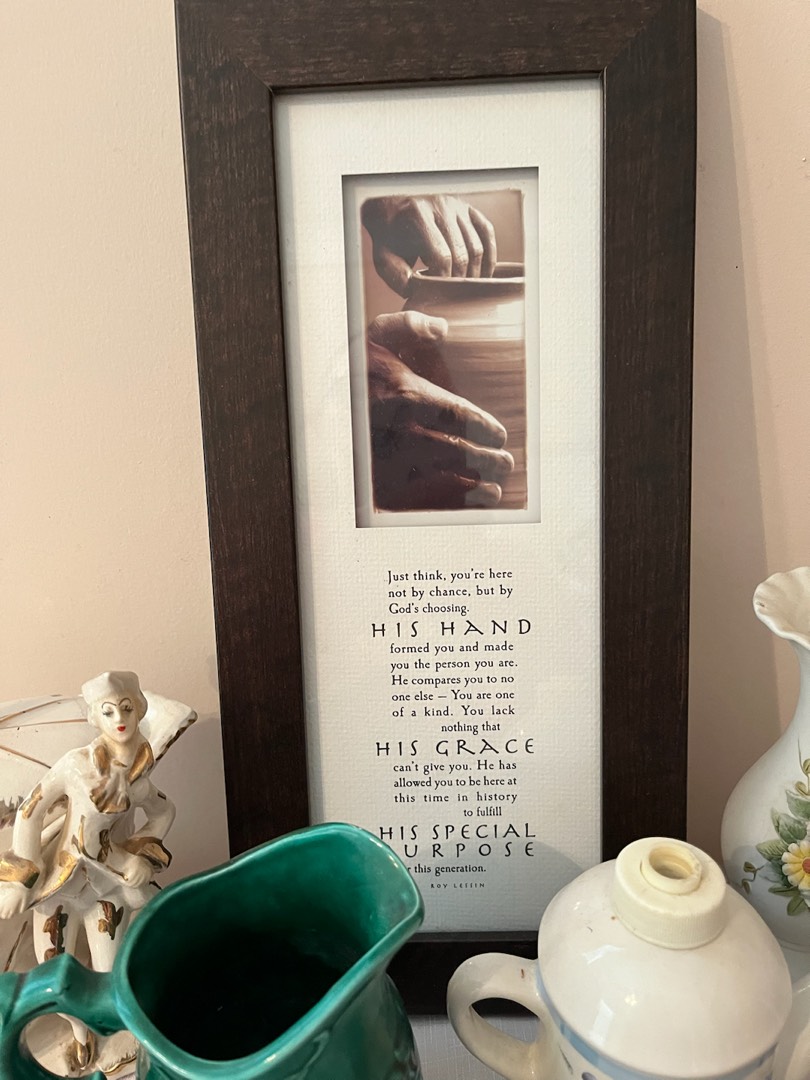 Just think, you're here
not by chance, but by
God's choosing.
HIS HAND
formed you and made
you the person you are.
He compares you to no
one else – You are one
of a kind. You lack
nothing that
HIS GRACE
can't give you. He has
allowed you to be here at
this time in history
to fulfill
HIS SPECIAL
URPOSE
r this generation.
ROY LESSIN